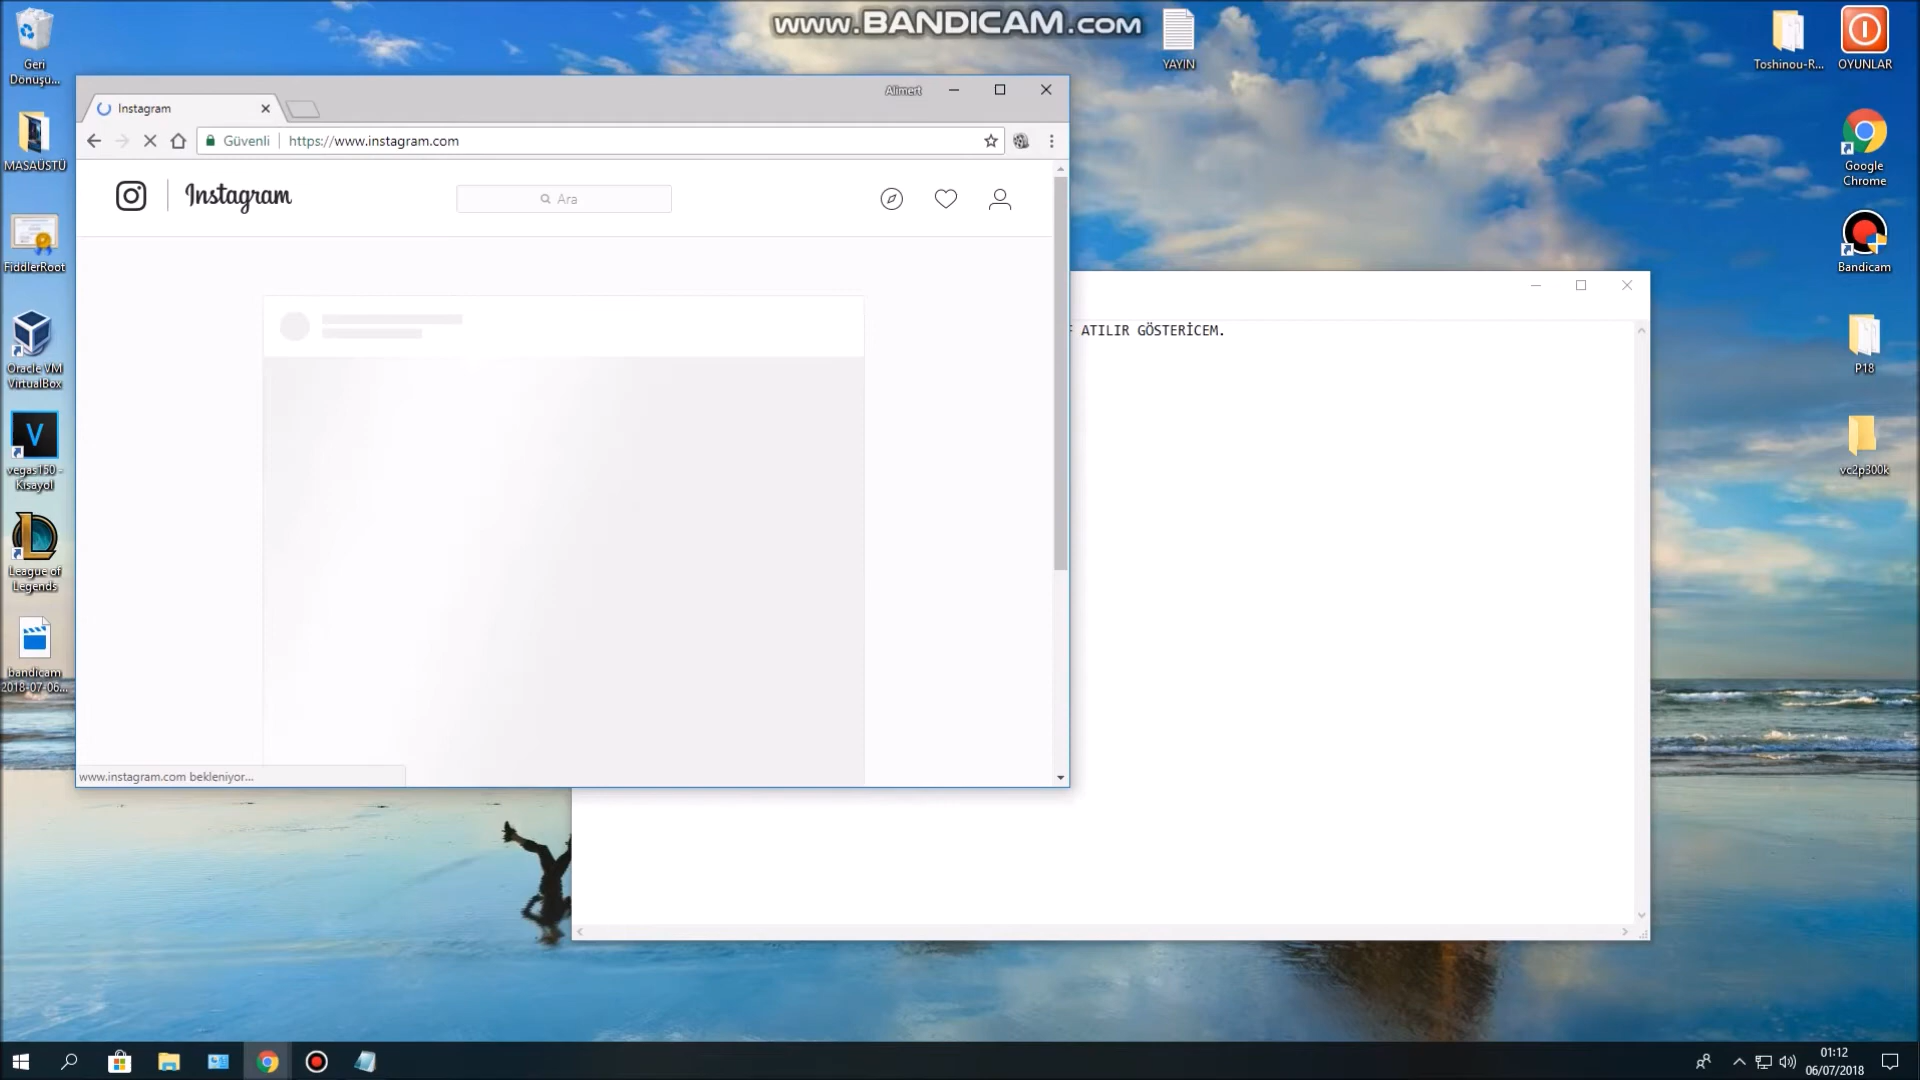 www.BANDICAM.com
Geri
Dönüşü...
MASAÜSTÜ
FiddlerRoot
Oracle VM
VirtualBox
vegas150 -
Kısayol
League of
Legends
bandicam
2018-07-06...
YAYIN
Toshinou-R...
OYUNLAR
Google
Chrome
Bandicam
P18
vc2p300k
Alimert
Instagram
Güvenli
https://www.instagram.com
Instagram
Ara
www.instagram.com bekleniyor...
ATILIR GÖSTERİCEM.
01:12
06/07/2018